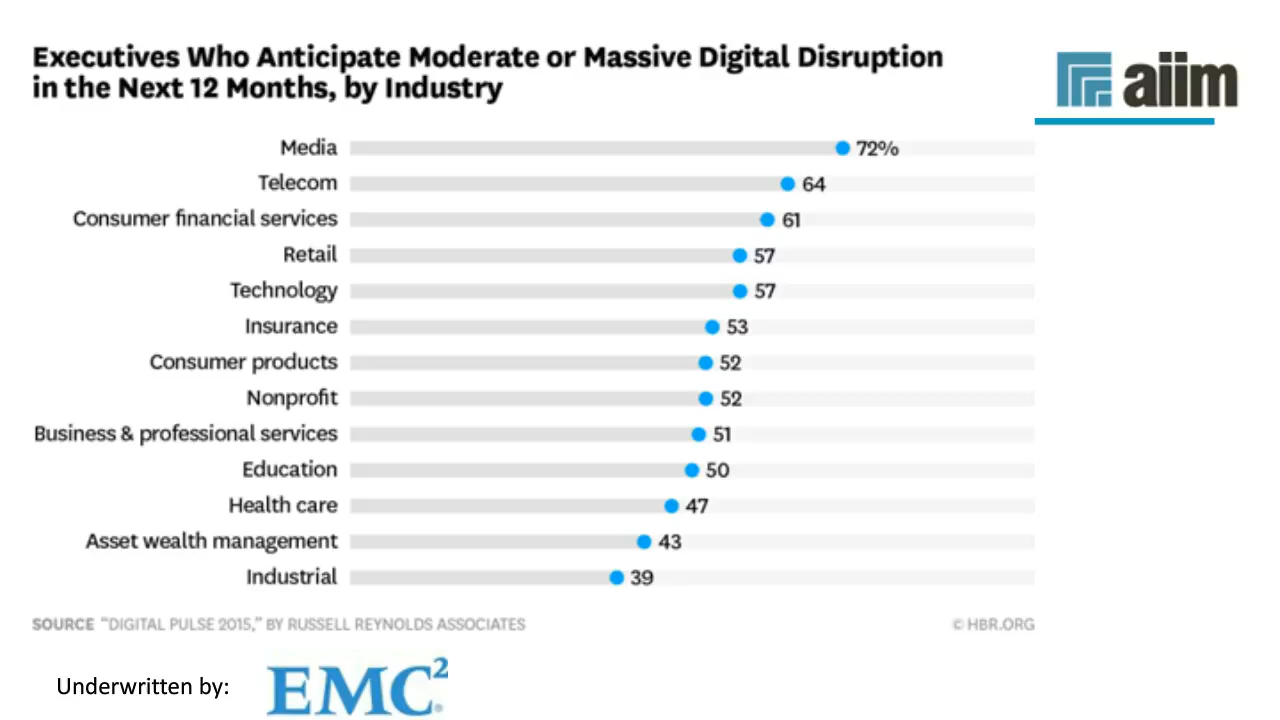 Executives Who Anticipate Moderate or Massive Digital Disruption
in the Next 12 Months, by Industry
aiim
Media 72%
Telecom 64
Consumer financial services 61
Retail 57
Technology 57
Insurance 53
Consumer products 52
Nonprofit 52
Business & professional services 51
Education 50
Health care 47
Asset wealth management 43
Industrial 39
SOURCE "DIGITAL PULSE 2015," BY RUSSELL REYNOLDS ASSOCIATES © HBR.ORG
Underwritten by: EMC²®